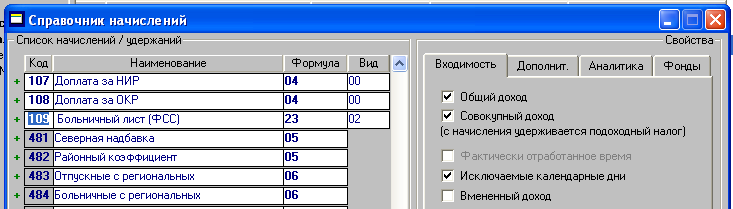 Справочник начислений
Список начислений / удержаний
Код Наименование Формула Вид
+ 107 Доплата за НИР 04 00
+ 108 Доплата за ОКР 04 00
+ 109 Больничный лист (ФСС) 23 02
+ 481 Северная надбавка 05
+ 482 Районный коэффициент 05
+ 483 Отпускные с региональных 06
+ 484 Больничные с региональных 06
Свойства
Входимость Дополнит. Аналитика Фонды
Общий доход
Совокупный доход
(с начисления удерживается подоходный налог)
Фактически отработанное время
Исключаемые календарные дни
Вмененный доход